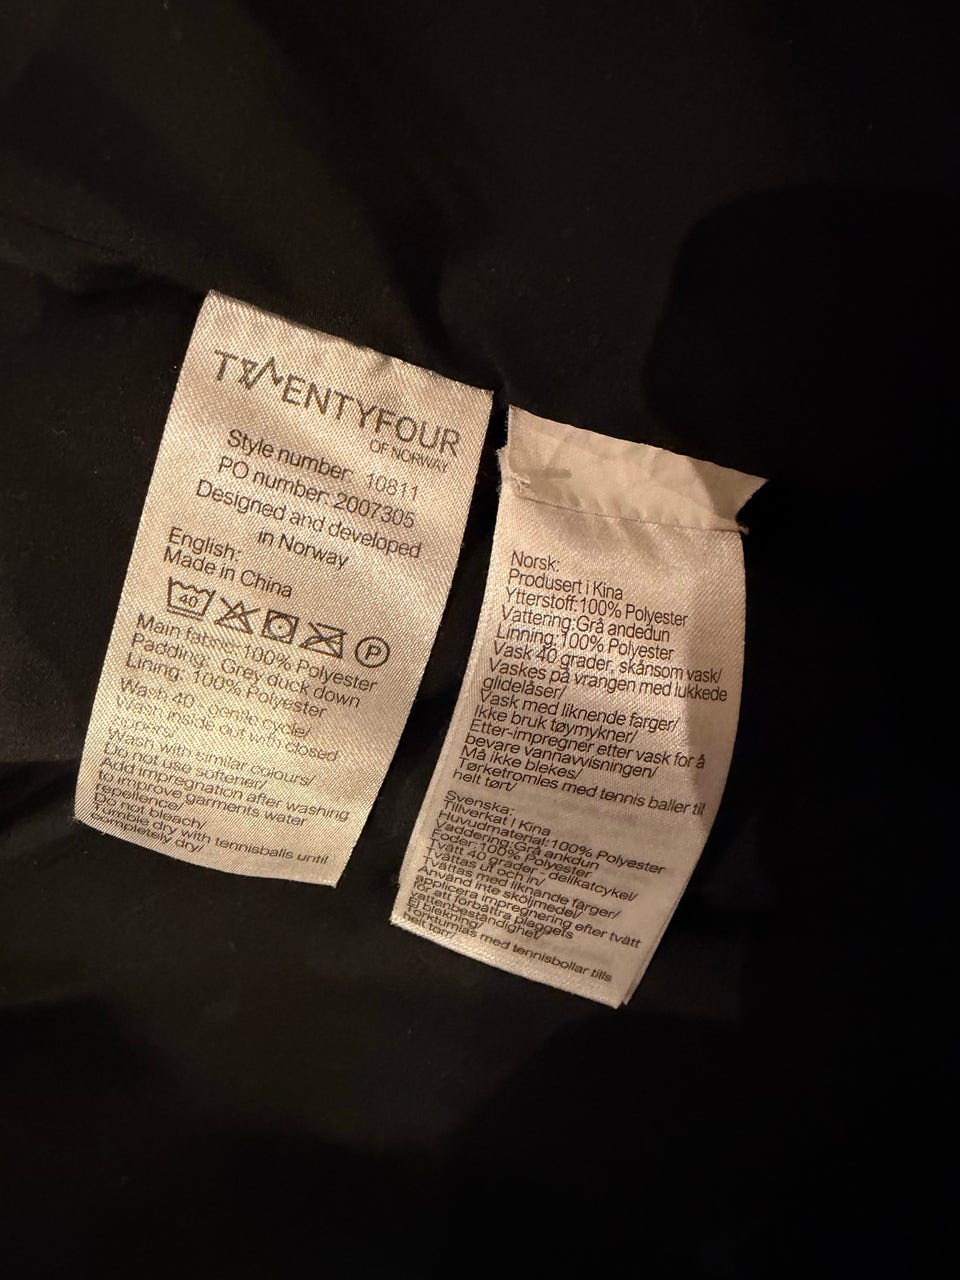 TWENTYFOUR
OF NORWAY
Style number: 10811
PO number: 2007305
Designed and developed
in Norway
English:
Made in China
40
P
Main fabric: 100% Polyester
Padding: Grey duck down
Lining: 100% Polyester
Wash 40°, Gentle cycle/
Wash inside out with closed
zippers/
Wash with similar colours/
Do not use softener/
Add impregnation after washing
to improve garments water
repellence/
Do not bleach/
Tumble dry with tennisballs until
completely dry/
Norsk:
Produsert i Kina
Ytterstoff:100% Polyester
Vattering:Grå andedun
Linning:100% Polyester
Vask 40 grader, skånsom vask/
Vaskes på vrangen med lukkede
glidelåser/
Vask med liknende farger/
Ikke bruk tøymykner/
Etter-impregner etter vask for å
bevare vannavvisningen/
Må ikke blekes/
Tørketromles med tennis baller til
helt tørt/
Svenska:
Tillverkat I Kina
Huvudmaterial:100% Polyester
Vaddering:Grå ankdun
Foder:100% Polyester
Tvätt 40 grader - delikatcykel/
Tvättas ut och in/
Tvättas med liknande färger/
Använd inte sköljmedel/
applicera impregnering efter tvätt
för att förbättra plaggets
vattenbeständighet/
Ej blekning/
Torktumlas med tennisbollar tills
helt torr/